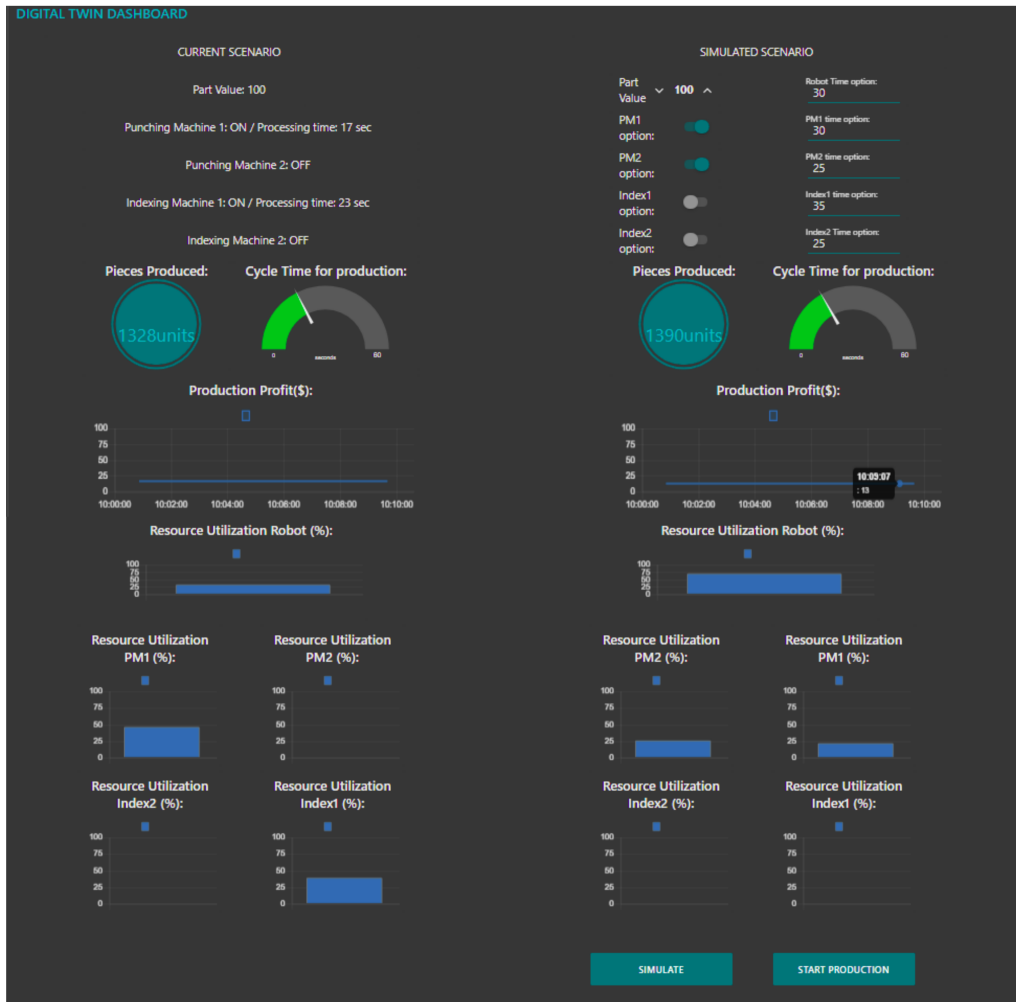 DIGITAL TWIN DASHBOARD
CURRENT SCENARIO
Part Value: 100
Punching Machine 1: ON / Processing time: 17 sec
Punching Machine 2: OFF
Indexing Machine 1: ON / Processing time: 23 sec
Indexing Machine 2: OFF
Pieces Produced:
1328units
Cycle Time for production:
0
seconds
60
Production Profit($):
100
75
50
25
0
10:00:00 10:02:00 10:04:00 10:06:00 10:08:00 10:10:00
Resource Utilization Robot (%):
100
75
50
25
0
Resource Utilization
PM1 (%):
100
75
50
25
0
Resource Utilization
PM2 (%):
100
75
50
25
0
Resource Utilization
Index2 (%):
100
75
50
25
0
Resource Utilization
Index1 (%):
100
75
50
25
0
SIMULATED SCENARIO
Part
Value
100
Robot Time option:
30
PM1
option:
PM1 time option:
30
PM2
option:
PM2 time option:
25
Index1
option:
Index1 time option:
35
Index2
option:
Index2 Time option:
25
Pieces Produced:
1390units
Cycle Time for production:
0
seconds
60
Production Profit($):
100
75
50
25
0
10:09:07
: 13
10:00:00 10:02:00 10:04:00 10:06:00 10:08:00 10:10:00
Resource Utilization Robot (%):
100
75
50
25
0
Resource Utilization
PM2 (%):
100
75
50
25
0
Resource Utilization
PM1 (%):
100
75
50
25
0
Resource Utilization
Index2 (%):
100
75
50
25
0
Resource Utilization
Index1 (%):
100
75
50
25
0
SIMULATE
START PRODUCTION